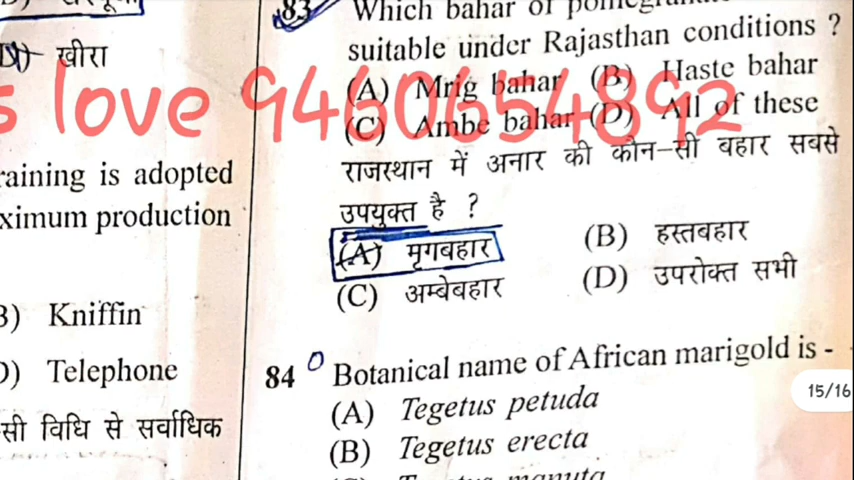 (D) खीरा
raining is adopted
ximum production
B) Kniffin
D) Telephone
सी विधि से सर्वाधिक
83 Which bahar of
suitable under Rajasthan conditions ?
(A) Mrig bahar (B) Haste bahar
(C) Ambe bahar (D) All of these
s love 9460654892
राजस्थान में अनार की कौन-सी बहार सबसे
उपयुक्त है ?
(A) मृगबहार (B) हस्तबहार
(C) अम्बेबहार (D) उपरोक्त सभी
84 Botanical name of African marigold is -
(A) Tegetus petuda
(B) Tegetus erecta
15/16